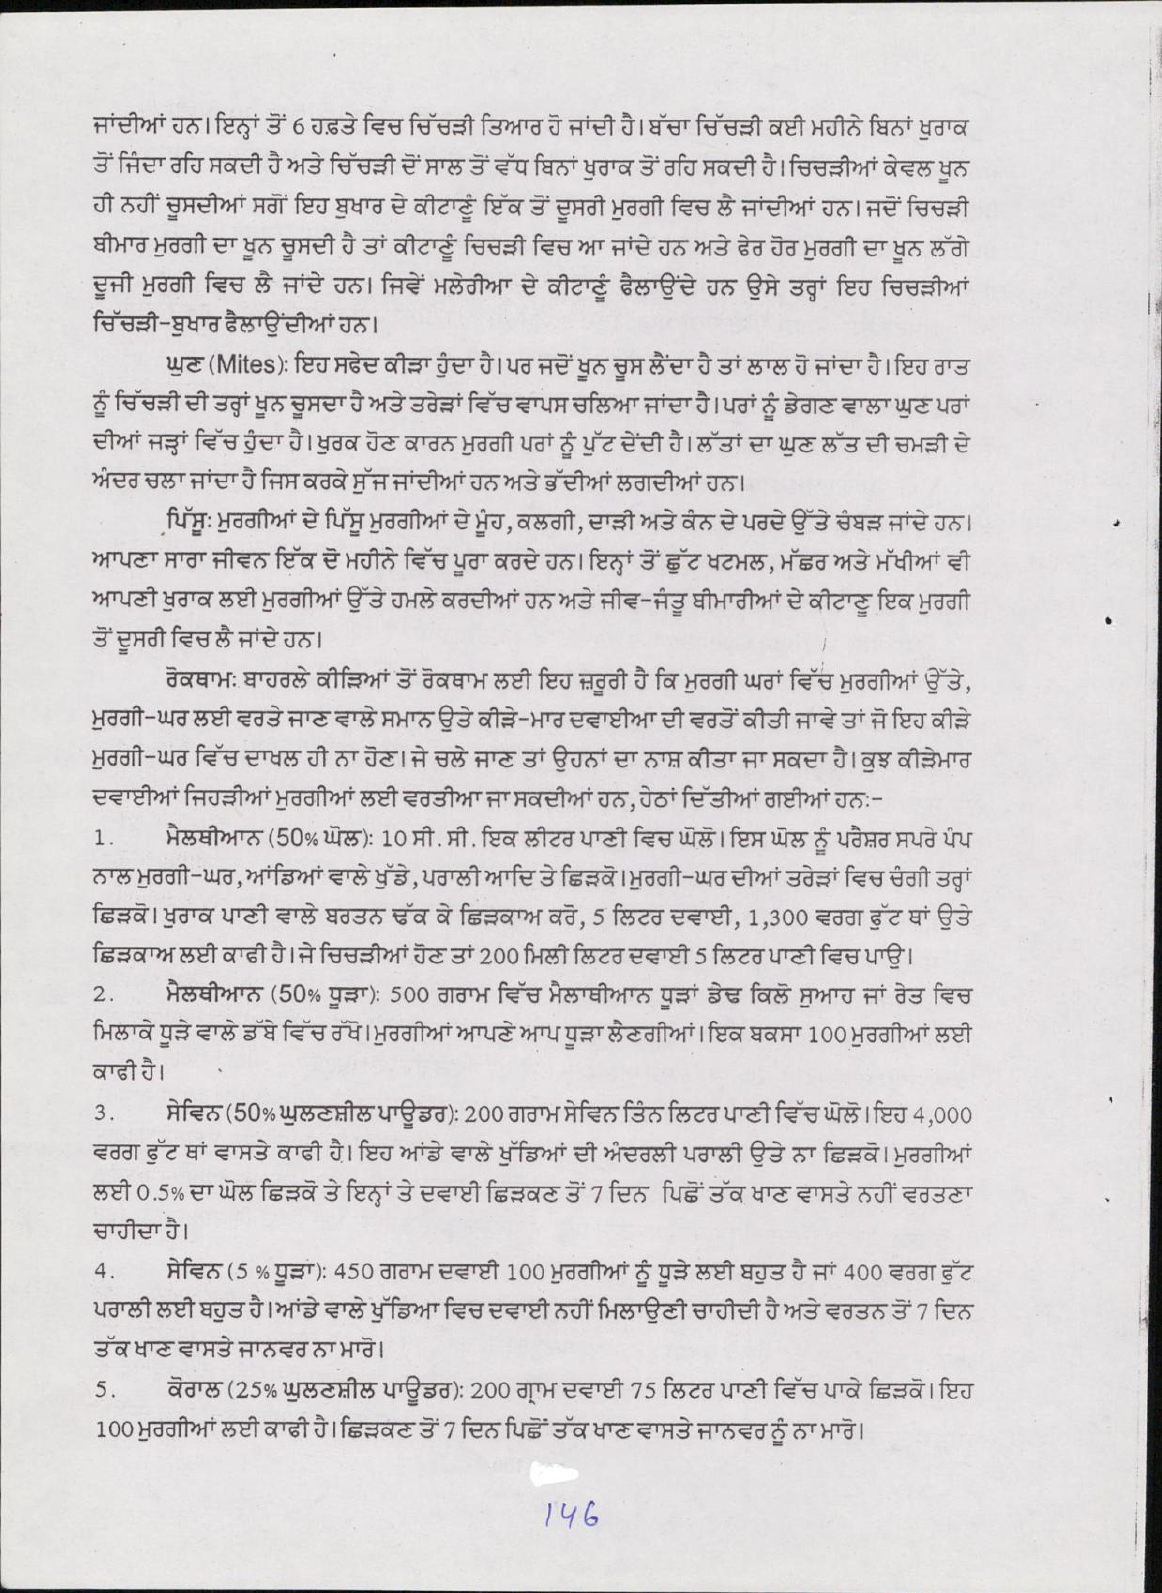 ਜਾਂਦੀਆਂ ਹਨ। ਇਨ੍ਹਾਂ ਤੋਂ 6 ਹਫ਼ਤੇ ਵਿਚ ਚਿੱਚੜੀ ਤਿਆਰ ਹੋ ਜਾਂਦੀ ਹੈ। ਬੱਚਾ ਚਿੱਚੜੀ ਕਈ ਮਹੀਨੇ ਬਿਨਾਂ ਖੁਰਾਕ
ਤੋਂ ਜਿੰਦਾ ਰਹਿ ਸਕਦੀ ਹੈ ਅਤੇ ਚਿੱਚੜੀ ਦੋਂ ਸਾਲ ਤੋਂ ਵੱਧ ਬਿਨਾਂ ਖੁਰਾਕ ਤੋਂ ਰਹਿ ਸਕਦੀ ਹੈ। ਚਿਚੜੀਆਂ ਕੇਵਲ ਖੂਨ
ਹੀ ਨਹੀਂ ਚੂਸਦੀਆਂ ਸਗੋਂ ਇਹ ਬੁਖਾਰ ਦੇ ਕੀਟਾਣੂੰ ਇੱਕ ਤੋਂ ਦੂਸਰੀ ਮੁਰਗੀ ਵਿਚ ਲੈ ਜਾਂਦੀਆਂ ਹਨ। ਜਦੋਂ ਚਿਚੜੀ
ਬੀਮਾਰ ਮੁਰਗੀ ਦਾ ਖੂਨ ਚੂਸਦੀ ਹੈ ਤਾਂ ਕੀਟਾਣੂੰ ਚਿਚੜੀ ਵਿਚ ਆ ਜਾਂਦੇ ਹਨ ਅਤੇ ਫੇਰ ਹੋਰ ਮੁਰਗੀ ਦਾ ਖੂਨ ਲੱਗੇ
ਦੂਜੀ ਮੁਰਗੀ ਵਿਚ ਲੈ ਜਾਂਦੇ ਹਨ। ਜਿਵੇਂ ਮਲੇਰੀਆ ਦੇ ਕੀਟਾਣੂੰ ਫੈਲਾਉਂਦੇ ਹਨ ਉਸੇ ਤਰ੍ਹਾਂ ਇਹ ਚਿਚੜੀਆਂ
ਚਿੱਚੜੀ-ਬੁਖਾਰ ਫੈਲਾਉਂਦੀਆਂ ਹਨ।
ਘੁਣ (Mites): ਇਹ ਸਫੇਦ ਕੀੜਾ ਹੁੰਦਾ ਹੈ। ਪਰ ਜਦੋਂ ਖੂਨ ਚੂਸ ਲੈਂਦਾ ਹੈ ਤਾਂ ਲਾਲ ਹੋ ਜਾਂਦਾ ਹੈ। ਇਹ ਰਾਤ
ਨੂੰ ਚਿੱਚੜੀ ਦੀ ਤਰ੍ਹਾਂ ਖੂਨ ਚੂਸਦਾ ਹੈ ਅਤੇ ਤਰੇੜਾਂ ਵਿੱਚ ਵਾਪਸ ਚਲਿਆ ਜਾਂਦਾ ਹੈ। ਪਰਾਂ ਨੂੰ ਡੇਗਣ ਵਾਲਾ ਘੁਣ ਪਰਾਂ
ਦੀਆਂ ਜੜ੍ਹਾਂ ਵਿੱਚ ਹੁੰਦਾ ਹੈ। ਖੁਰਕ ਹੋਣ ਕਾਰਨ ਮੁਰਗੀ ਪਰਾਂ ਨੂੰ ਪੁੱਟ ਦੇਂਦੀ ਹੈ। ਲੱਤਾਂ ਦਾ ਘੁਣ ਲੱਤ ਦੀ ਚਮੜੀ ਦੇ
ਅੰਦਰ ਚਲਾ ਜਾਂਦਾ ਹੈ ਜਿਸ ਕਰਕੇ ਸੁੱਜ ਜਾਂਦੀਆਂ ਹਨ ਅਤੇ ਭੱਦੀਆਂ ਲਗਦੀਆਂ ਹਨ।
ਪਿੱਸੂ: ਮੁਰਗੀਆਂ ਦੇ ਪਿੱਸੂ ਮੁਰਗੀਆਂ ਦੇ ਮੂੰਹ, ਕਲਗੀ, ਦਾੜੀ ਅਤੇ ਕੰਨ ਦੇ ਪਰਦੇ ਉੱਤੇ ਚੰਬੜ ਜਾਂਦੇ ਹਨ।
ਆਪਣਾ ਸਾਰਾ ਜੀਵਨ ਇੱਕ ਦੋ ਮਹੀਨੇ ਵਿੱਚ ਪੂਰਾ ਕਰਦੇ ਹਨ। ਇਨ੍ਹਾਂ ਤੋਂ ਛੁੱਟ ਖਟਮਲ, ਮੱਛਰ ਅਤੇ ਮੱਖੀਆਂ ਵੀ
ਆਪਣੀ ਖੁਰਾਕ ਲਈ ਮੁਰਗੀਆਂ ਉੱਤੇ ਹਮਲੇ ਕਰਦੀਆਂ ਹਨ ਅਤੇ ਜੀਵ-ਜੰਤੂ ਬੀਮਾਰੀਆਂ ਦੇ ਕੀਟਾਣੂ ਇਕ ਮੁਰਗੀ
ਤੋਂ ਦੂਸਰੀ ਵਿਚ ਲੈ ਜਾਂਦੇ ਹਨ।
ਰੋਕਥਾਮ: ਬਾਹਰਲੇ ਕੀੜਿਆਂ ਤੋਂ ਰੋਕਥਾਮ ਲਈ ਇਹ ਜ਼ਰੂਰੀ ਹੈ ਕਿ ਮੁਰਗੀ ਘਰਾਂ ਵਿੱਚ ਮੁਰਗੀਆਂ ਉੱਤੇ,
ਮੁਰਗੀ-ਘਰ ਲਈ ਵਰਤੇ ਜਾਣ ਵਾਲੇ ਸਮਾਨ ਉਤੇ ਕੀੜੇ-ਮਾਰ ਦਵਾਈਆ ਦੀ ਵਰਤੋਂ ਕੀਤੀ ਜਾਵੇ ਤਾਂ ਜੋ ਇਹ ਕੀੜੇ
ਮੁਰਗੀ-ਘਰ ਵਿੱਚ ਦਾਖਲ ਹੀ ਨਾ ਹੋਣ। ਜੇ ਚਲੇ ਜਾਣ ਤਾਂ ਉਹਨਾਂ ਦਾ ਨਾਸ਼ ਕੀਤਾ ਜਾ ਸਕਦਾ ਹੈ। ਕੁਝ ਕੀੜੇਮਾਰ
ਦਵਾਈਆਂ ਜਿਹੜੀਆਂ ਮੁਰਗੀਆਂ ਲਈ ਵਰਤੀਆ ਜਾ ਸਕਦੀਆਂ ਹਨ, ਹੇਠਾਂ ਦਿੱਤੀਆਂ ਗਈਆਂ ਹਨ:-
1. ਮੈਲਥੀਆਨ (50% ਘੋਲ): 10 ਸੀ. ਸੀ. ਇਕ ਲੀਟਰ ਪਾਣੀ ਵਿਚ ਘੋਲੋ। ਇਸ ਘੋਲ ਨੂੰ ਪਰੈਸ਼ਰ ਸਪਰੇ ਪੰਪ
ਨਾਲ ਮੁਰਗੀ-ਘਰ, ਆਂਡਿਆਂ ਵਾਲੇ ਖੁੱਡੇ, ਪਰਾਲੀ ਆਦਿ ਤੇ ਛਿੜਕੋ। ਮੁਰਗੀ-ਘਰ ਦੀਆਂ ਤਰੇੜਾਂ ਵਿਚ ਚੰਗੀ ਤਰ੍ਹਾਂ
ਛਿੜਕੋ। ਖੁਰਾਕ ਪਾਣੀ ਵਾਲੇ ਬਰਤਨ ਢੱਕ ਕੇ ਛਿੜਕਾਅ ਕਰੋ, 5 ਲਿਟਰ ਦਵਾਈ, 1,300 ਵਰਗ ਫੁੱਟ ਥਾਂ ਉਤੇ
ਛਿੜਕਾਅ ਲਈ ਕਾਫੀ ਹੈ। ਜੇ ਚਿਚੜੀਆਂ ਹੋਣ ਤਾਂ 200 ਮਿਲੀ ਲਿਟਰ ਦਵਾਈ 5 ਲਿਟਰ ਪਾਣੀ ਵਿਚ ਪਾਉ।
2. ਮੈਲਥੀਆਨ (50% ਧੂੜਾ): 500 ਗਰਾਮ ਵਿੱਚ ਮੈਲਾਥੀਆਨ ਧੂੜਾਂ ਡੇਢ ਕਿਲੋ ਸੁਆਹ ਜਾਂ ਰੇਤ ਵਿਚ
ਮਿਲਾਕੇ ਧੂੜੇ ਵਾਲੇ ਡੱਬੇ ਵਿੱਚ ਰੱਖੋ। ਮੁਰਗੀਆਂ ਆਪਣੇ ਆਪ ਧੂੜਾ ਲੈਣਗੀਆਂ। ਇਕ ਬਕਸਾ 100 ਮੁਰਗੀਆਂ ਲਈ
ਕਾਫੀ ਹੈ।
3. ਸੇਵਿਨ (50% ਘੁਲਣਸ਼ੀਲ ਪਾਊਡਰ): 200 ਗਰਾਮ ਸੇਵਿਨ ਤਿੰਨ ਲਿਟਰ ਪਾਣੀ ਵਿੱਚ ਘੋਲੋ। ਇਹ 4,000
ਵਰਗ ਫੁੱਟ ਥਾਂ ਵਾਸਤੇ ਕਾਫੀ ਹੈ। ਇਹ ਆਂਡੇ ਵਾਲੇ ਖੁੱਡਿਆਂ ਦੀ ਅੰਦਰਲੀ ਪਰਾਲੀ ਉਤੇ ਨਾ ਛਿੜਕੋ। ਮੁਰਗੀਆਂ
ਲਈ 0.5% ਦਾ ਘੋਲ ਛਿੜਕੋ ਤੇ ਇਨ੍ਹਾਂ ਤੇ ਦਵਾਈ ਛਿੜਕਣ ਤੋਂ 7 ਦਿਨ ਪਿਛੋਂ ਤੱਕ ਖਾਣ ਵਾਸਤੇ ਨਹੀਂ ਵਰਤਣਾ
ਚਾਹੀਦਾ ਹੈ।
4. ਸੇਵਿਨ (5 % ਧੂੜਾਂ): 450 ਗਰਾਮ ਦਵਾਈ 100 ਮੁਰਗੀਆਂ ਨੂੰ ਧੂੜੇ ਲਈ ਬਹੁਤ ਹੈ ਜਾਂ 400 ਵਰਗ ਫੁੱਟ
ਪਰਾਲੀ ਲਈ ਬਹੁਤ ਹੈ। ਆਂਡੇ ਵਾਲੇ ਖੁੱਡਿਆ ਵਿਚ ਦਵਾਈ ਨਹੀਂ ਮਿਲਾਉਣੀ ਚਾਹੀਦੀ ਹੈ ਅਤੇ ਵਰਤਨ ਤੋਂ 7 ਦਿਨ
ਤੱਕ ਖਾਣ ਵਾਸਤੇ ਜਾਨਵਰ ਨਾ ਮਾਰੋ।
5. ਕੋਰਾਲ (25% ਘੁਲਣਸ਼ੀਲ ਪਾਊਡਰ): 200 ਗ੍ਰਾਮ ਦਵਾਈ 75 ਲਿਟਰ ਪਾਣੀ ਵਿੱਚ ਪਾਕੇ ਛਿੜਕੋ। ਇਹ
100 ਮੁਰਗੀਆਂ ਲਈ ਕਾਫੀ ਹੈ। ਛਿੜਕਣ ਤੋਂ 7 ਦਿਨ ਪਿਛੋਂ ਤੱਕ ਖਾਣ ਵਾਸਤੇ ਜਾਨਵਰ ਨੂੰ ਨਾ ਮਾਰੋ।
146